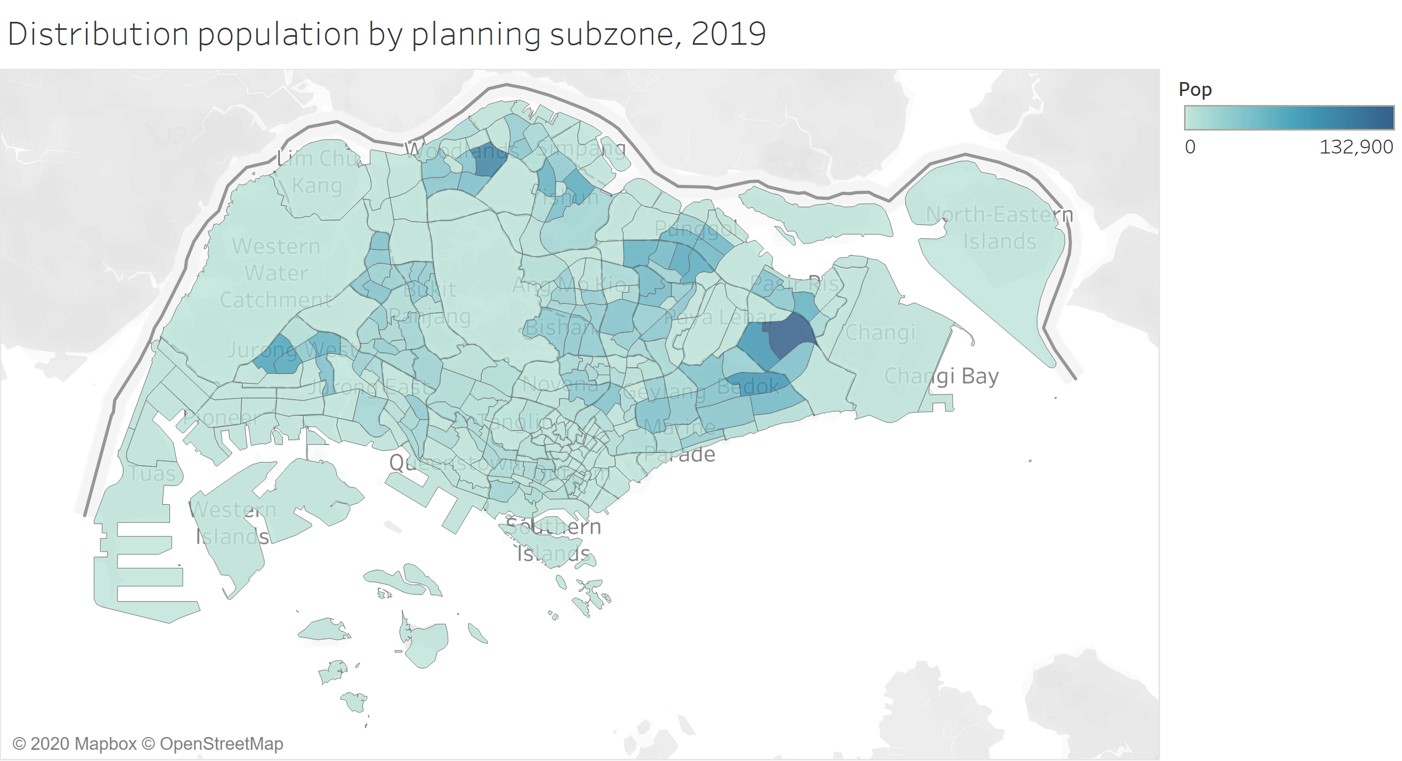 Distribution population by planning subzone, 2019
Pop
0 132,900
Lim Chu
Kang
Woodlands
Simpang
Yishun
Western
Water
Catchment
North-Eastern
Islands
Punggol
Pasir Ris
Ang Mo Kio
Bukit
Panjang
Paya Lebar
Bishan
Changi
Jurong West
Changi Bay
Jurong East
Novena
Geylang
Bedok
Pioneer
Tanglin
Marine
Parade
Queenstown
Tuas
Western
Islands
Southern
Islands
© 2020 Mapbox © OpenStreetMap